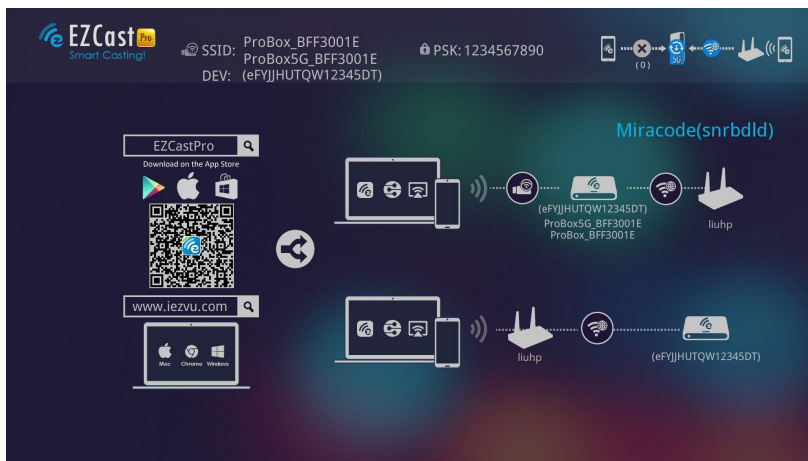 EZCast Pro
Smart Casting!
SSID: ProBox_BFF3001E
ProBox5G_BFF3001E
DEV: (eFYJJHUTQW12345DT)
PSK: 1234567890
(0)
5G
Miracode(snrbdld)
EZCastPro
Download on the App Store
www.iezvu.com
Mac Chrome Windows
(eFYJJHUTQW12345DT)
ProBox5G_BFF3001E
ProBox_BFF3001E
liuhp
liuhp
(eFYJJHUTQW12345DT)